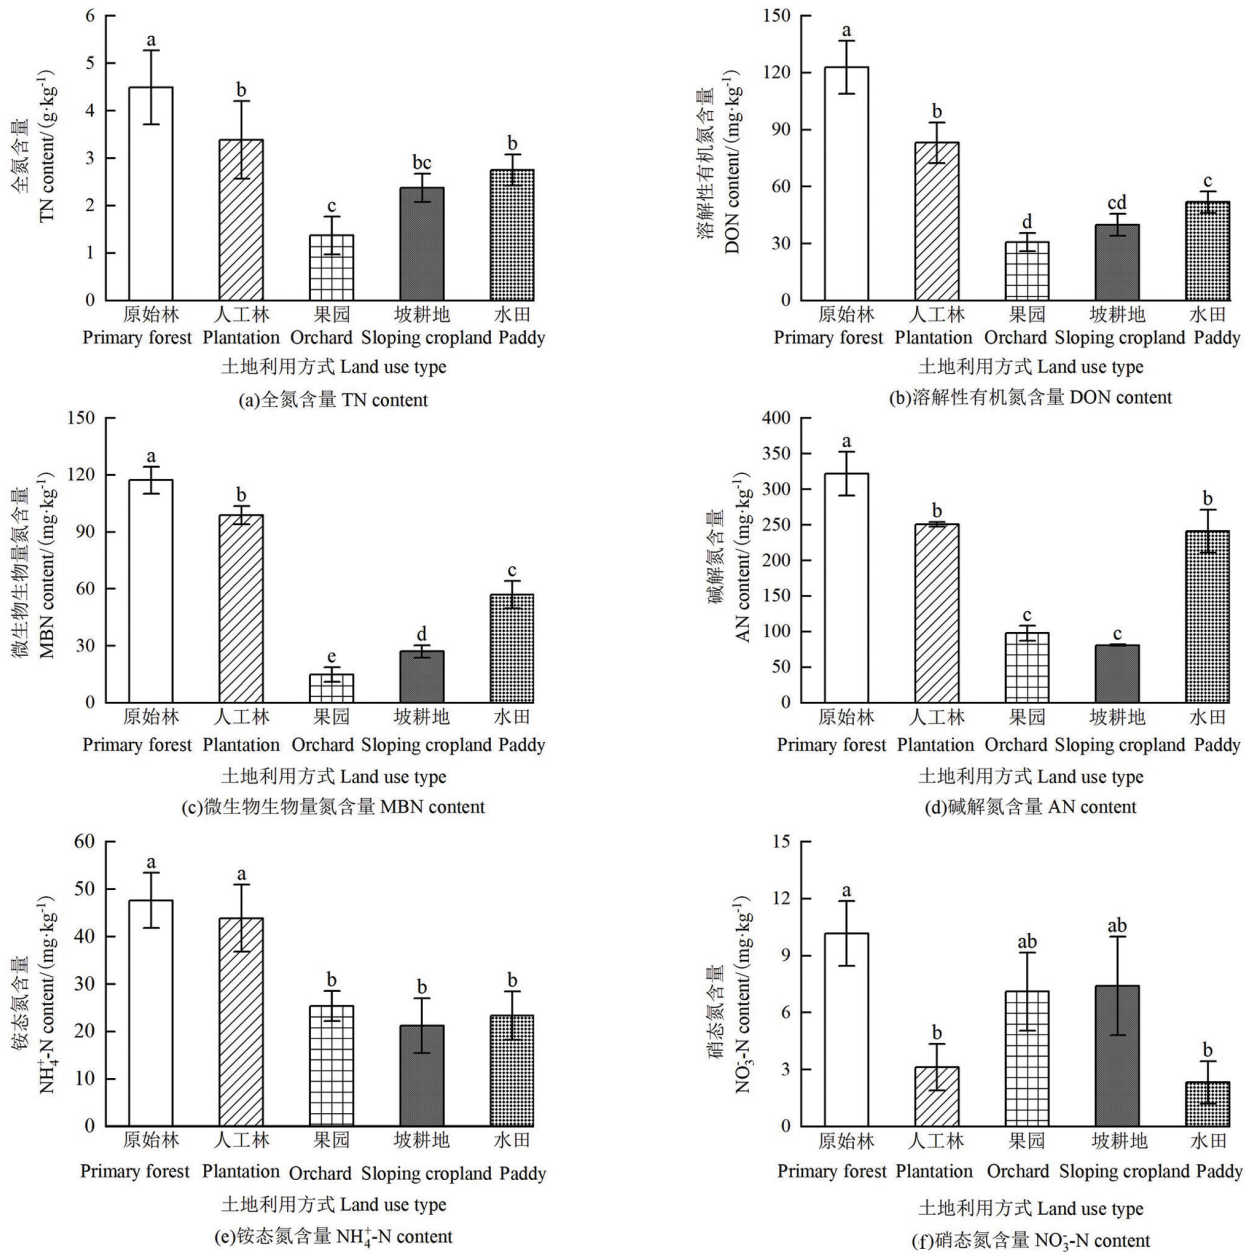 全氮含量
TN content/(g·kg⁻¹)
6
5
4
3
2
1
0
a
b
c
bc
b
原始林 人工林 果园 坡耕地 水田
Primary forest Plantation Orchard Sloping cropland Paddy
土地利用方式 Land use type
(a)全氮含量 TN content
溶解性有机氮含量
DON content/(mg·kg⁻¹)
150
120
90
60
30
0
a
b
d
cd
c
原始林 人工林 果园 坡耕地 水田
Primary forest Plantation Orchard Sloping cropland Paddy
土地利用方式 Land use type
(b)溶解性有机氮含量 DON content
微生物生物量氮含量
MBN content/(mg·kg⁻¹)
150
120
90
60
30
0
a
b
e
d
c
原始林 人工林 果园 坡耕地 水田
Primary forest Plantation Orchard Sloping cropland Paddy
土地利用方式 Land use type
(c)微生物生物量氮含量 MBN content
碱解氮含量
AN content/(mg·kg⁻¹)
400
350
300
250
200
150
100
50
0
a
b
c
c
b
原始林 人工林 果园 坡耕地 水田
Primary forest Plantation Orchard Sloping cropland Paddy
土地利用方式 Land use type
(d)碱解氮含量 AN content
铵态氮含量
NH₄⁺-N content/(mg·kg⁻¹)
60
50
40
30
20
10
0
a
a
b
b
b
原始林 人工林 果园 坡耕地 水田
Primary forest Plantation Orchard Sloping cropland Paddy
土地利用方式 Land use type
(e)铵态氮含量 NH₄⁺-N content
硝态氮含量
NO₃⁻-N content/(mg·kg⁻¹)
15
12
9
6
3
0
a
b
ab
ab
b
原始林 人工林 果园 坡耕地 水田
Primary forest Plantation Orchard Sloping cropland Paddy
土地利用方式 Land use type
(f)硝态氮含量 NO₃⁻-N content